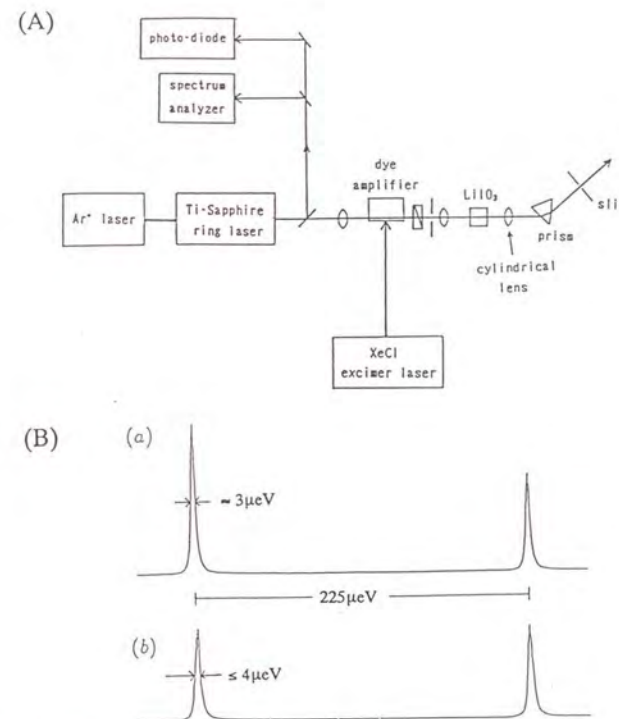 (A)
photo-diode
spectrum
analyzer
dye
amplifier
LiIO₃
Ar⁺ laser
Ti-Sapphire
ring laser
sli
prism
cylindrical
lens
XeCl
excimer laser
(B)
(a)
≈ 3μeV
225μeV
(b)
≤ 4μeV